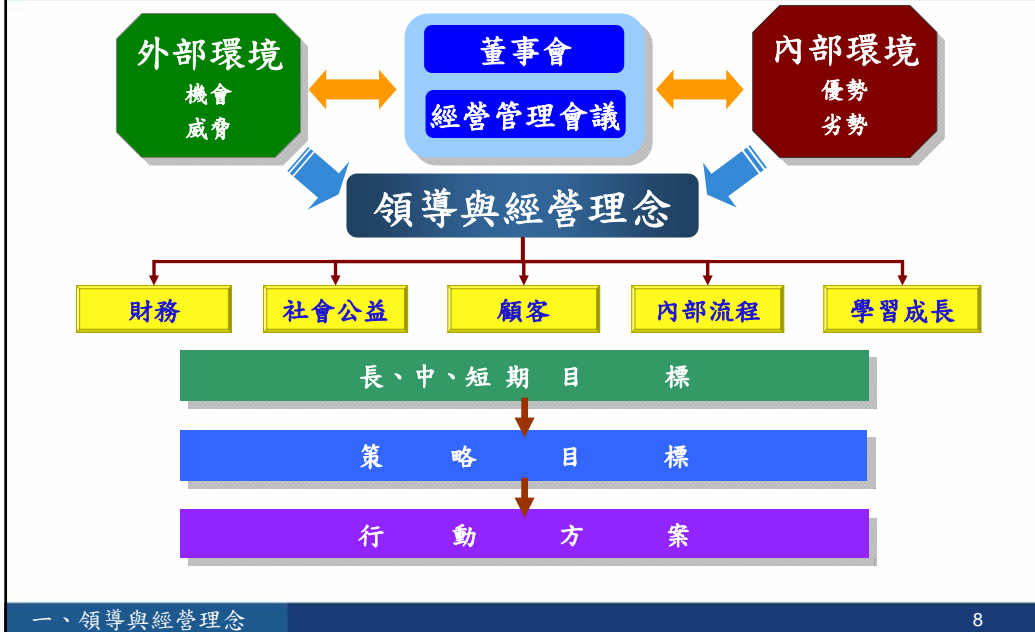 外部環境
機會
威脅
董事會
經營管理會議
內部環境
優勢
劣勢
領導與經營理念
財務
社會公益
顧客
內部流程
學習成長
長、中、短期目標
策略目標
行動方案
一、領導與經營理念
8